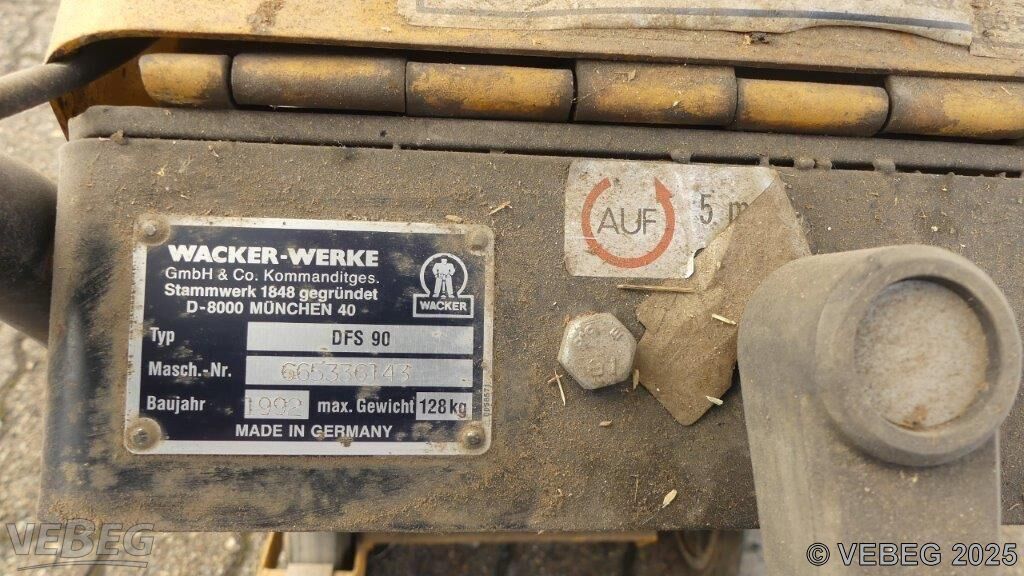 WACKER-WERKE
GmbH & Co. Kommanditges.
Stammwerk 1848 gegründet
D-8000 MÜNCHEN 40
WACKER
Typ DFS 90
Masch.-Nr. 665336143
Baujahr 1992 max. Gewicht 128 kg
MADE IN GERMANY
AUF
5
VEBEG
© VEBEG 2025